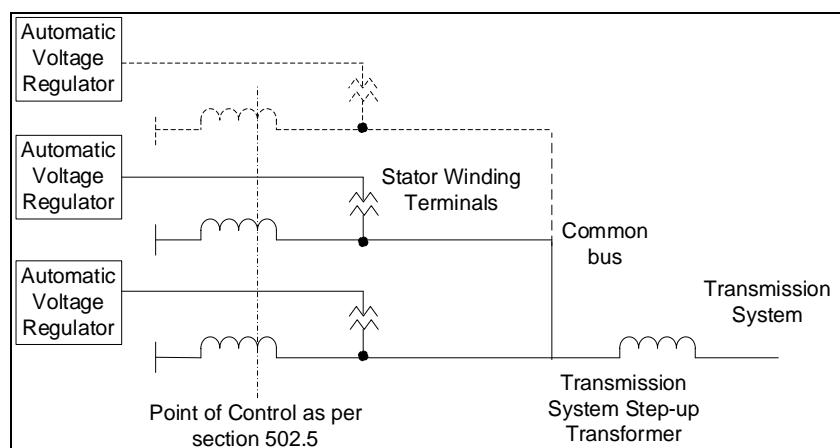 Automatic
Voltage
Regulator
Automatic
Voltage
Regulator
Stator Winding
Terminals
Common
bus
Automatic
Voltage
Regulator
Transmission
System
Point of Control as per
section 502.5
Transmission
System Step-up
Transformer